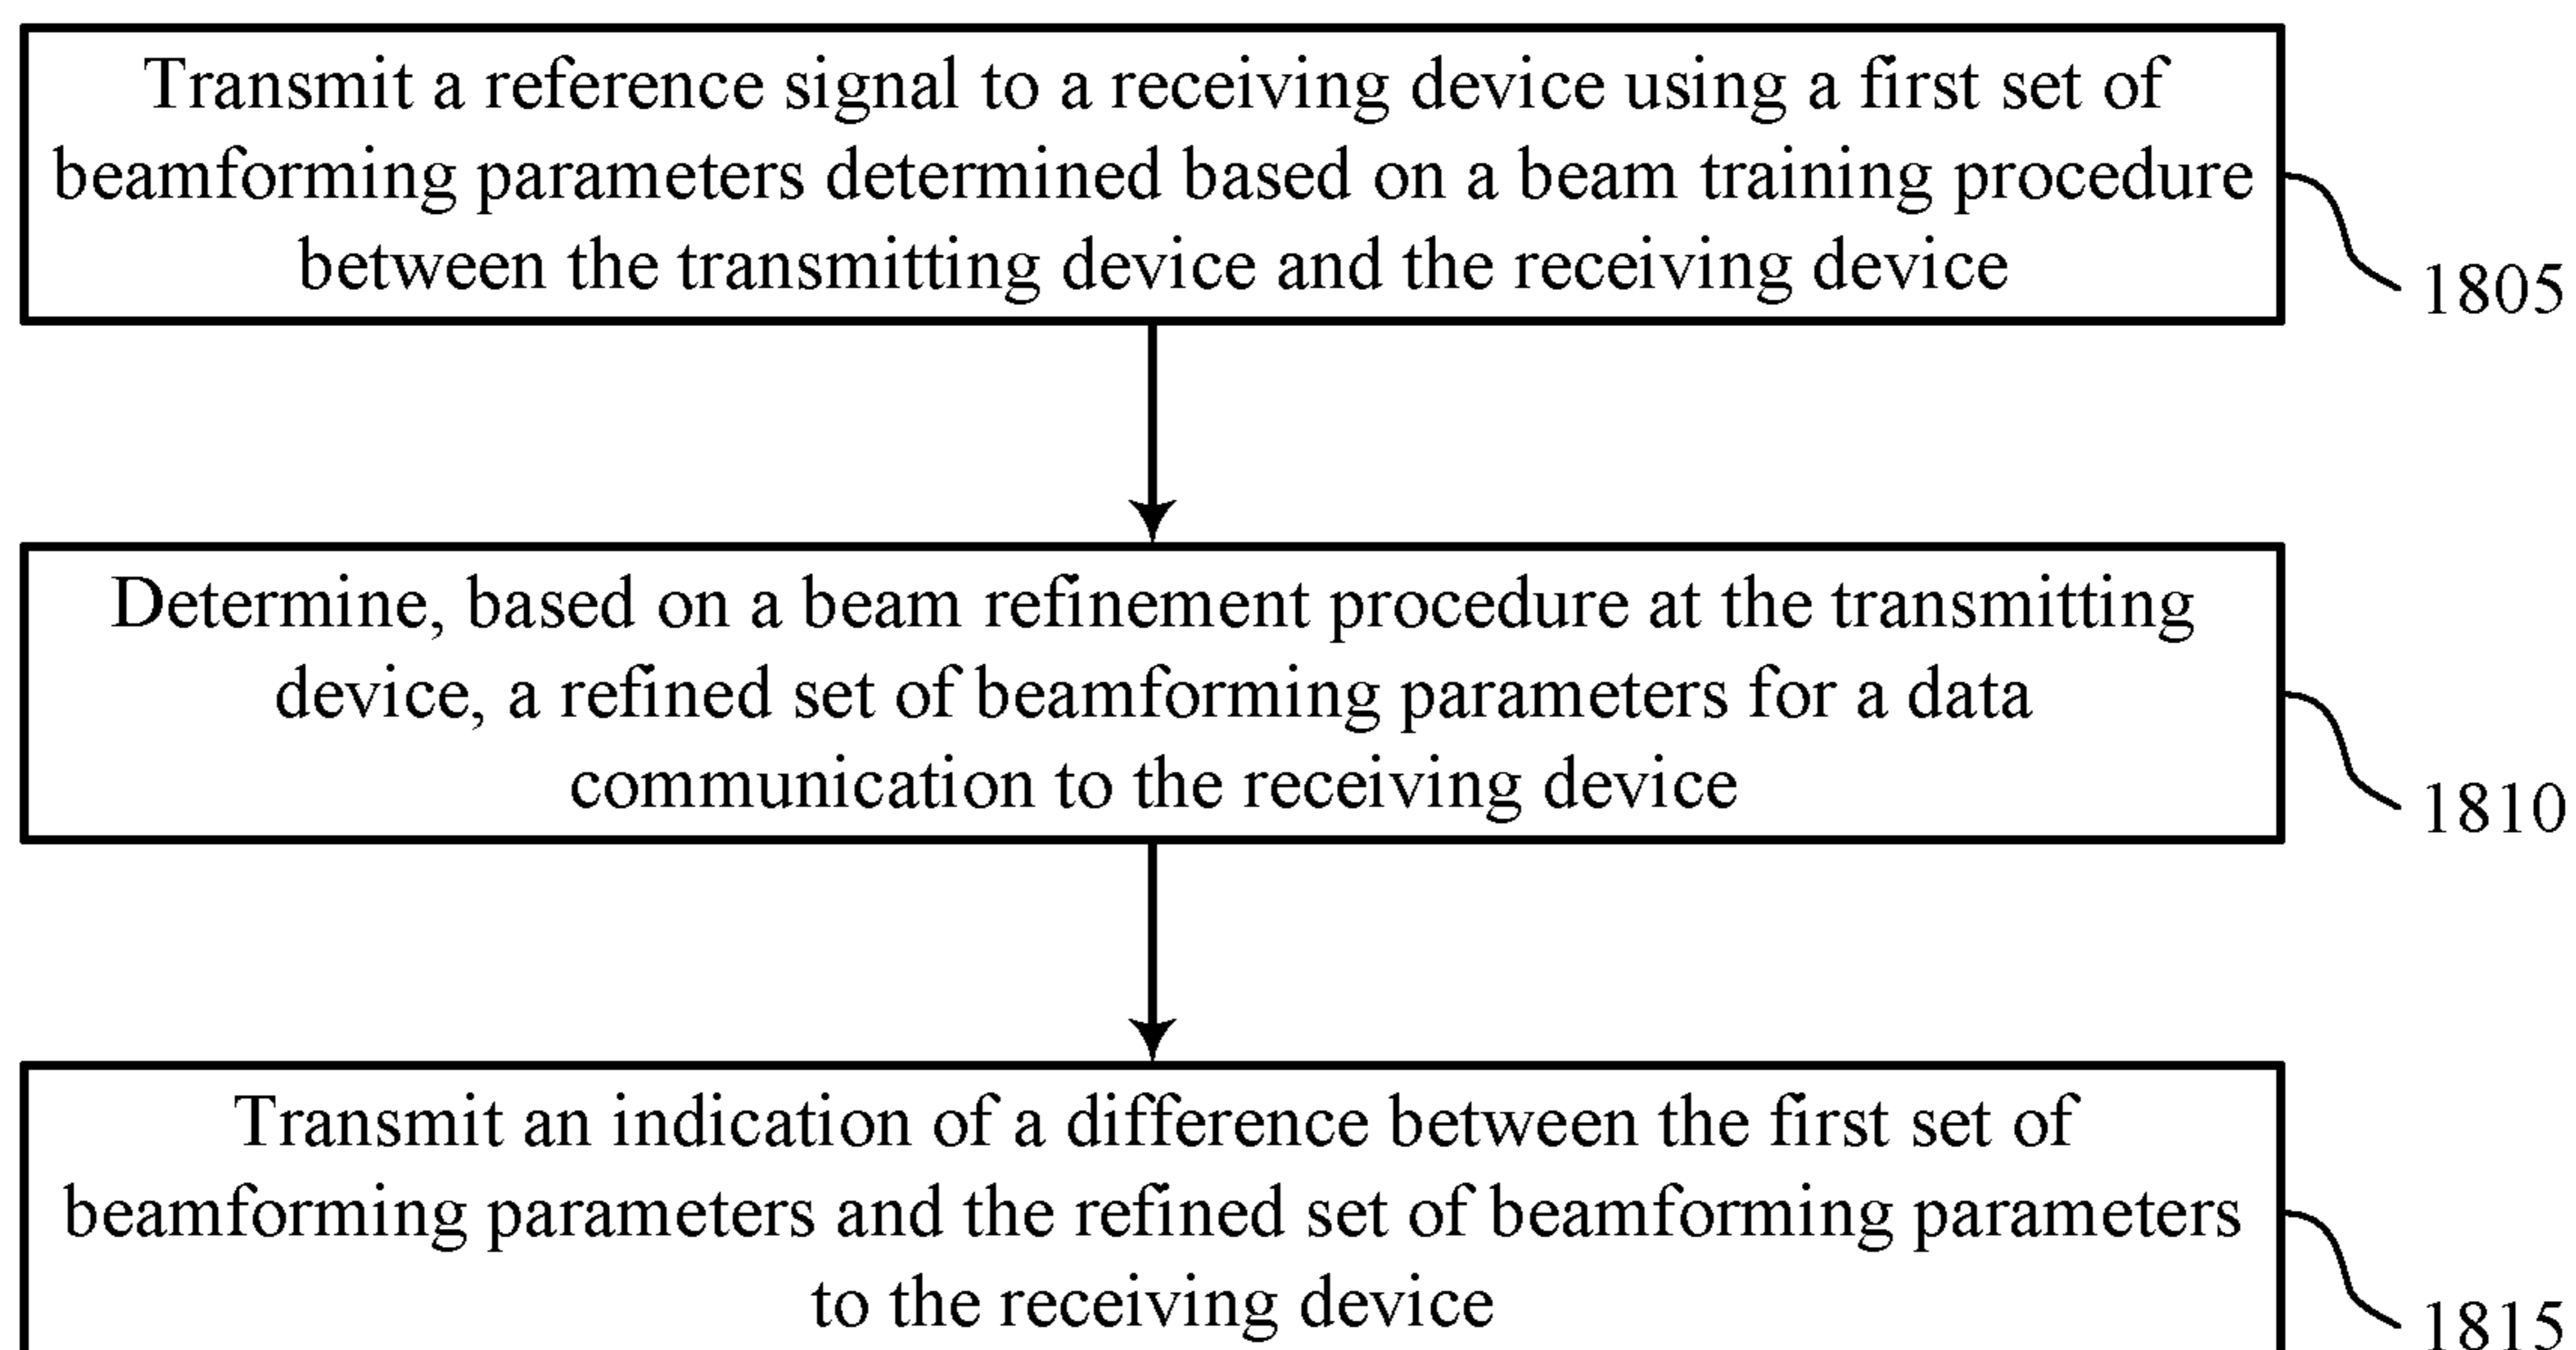 Transmit a reference signal to a receiving device using a first set of
beamforming parameters determined based on a beam training procedure
between the transmitting device and the receiving device
1805
Determine, based on a beam refinement procedure at the transmitting
device, a refined set of beamforming parameters for a data
communication to the receiving device
1810
Transmit an indication of a difference between the first set of
beamforming parameters and the refined set of beamforming parameters
to the receiving device
1815